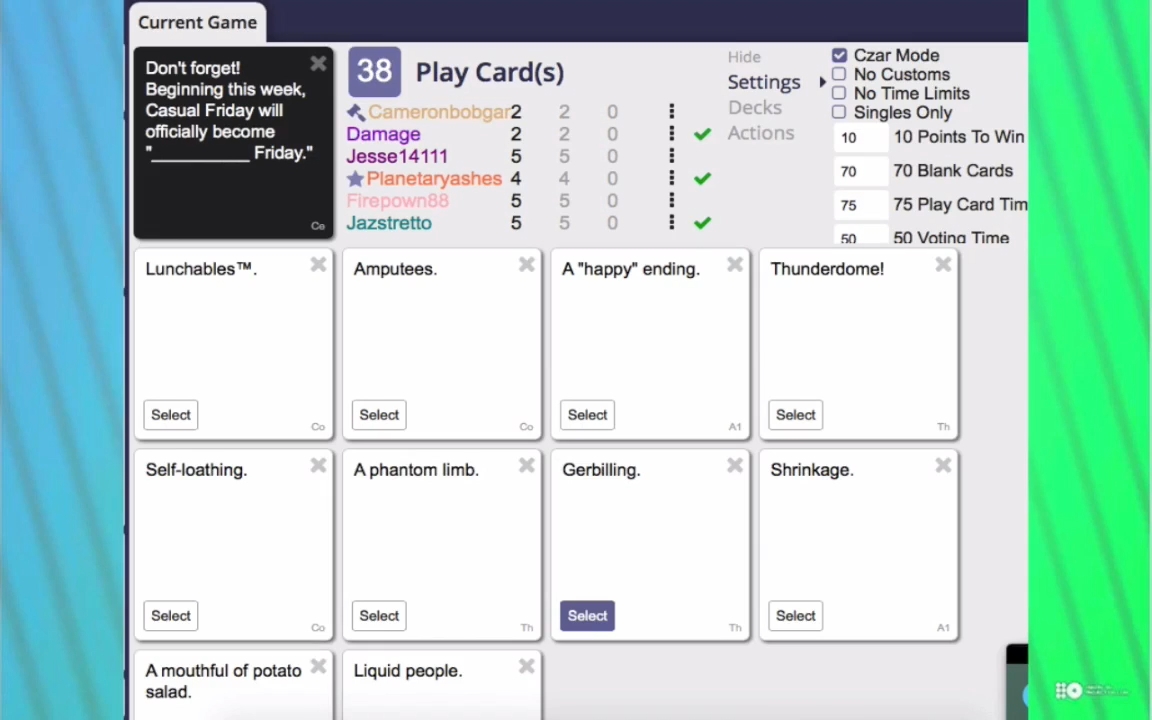 Current Game
Don't forget!
Beginning this week,
Casual Friday will
officially become
"__________ Friday."
Co
38 Play Card(s)
Cameronbobgar 2 2 0
Damage 2 2 0
Jesse14111 5 5 0
Planetaryashes 4 4 0
Firepown88 5 5 0
Jazstretto 5 5 0
Hide
Settings
Decks
Actions
Czar Mode
No Customs
No Time Limits
Singles Only
10 10 Points To Win
70 70 Blank Cards
75 75 Play Card Tim
50 50 Voting Time
Lunchables™.
Select
Co
Amputees.
Select
Co
A "happy" ending.
Select
A1
Thunderdome!
Select
Th
Self-loathing.
Select
Co
A phantom limb.
Select
Th
Gerbilling.
Select
Th
Shrinkage.
Select
A1
A mouthful of potato
salad.
Liquid people.